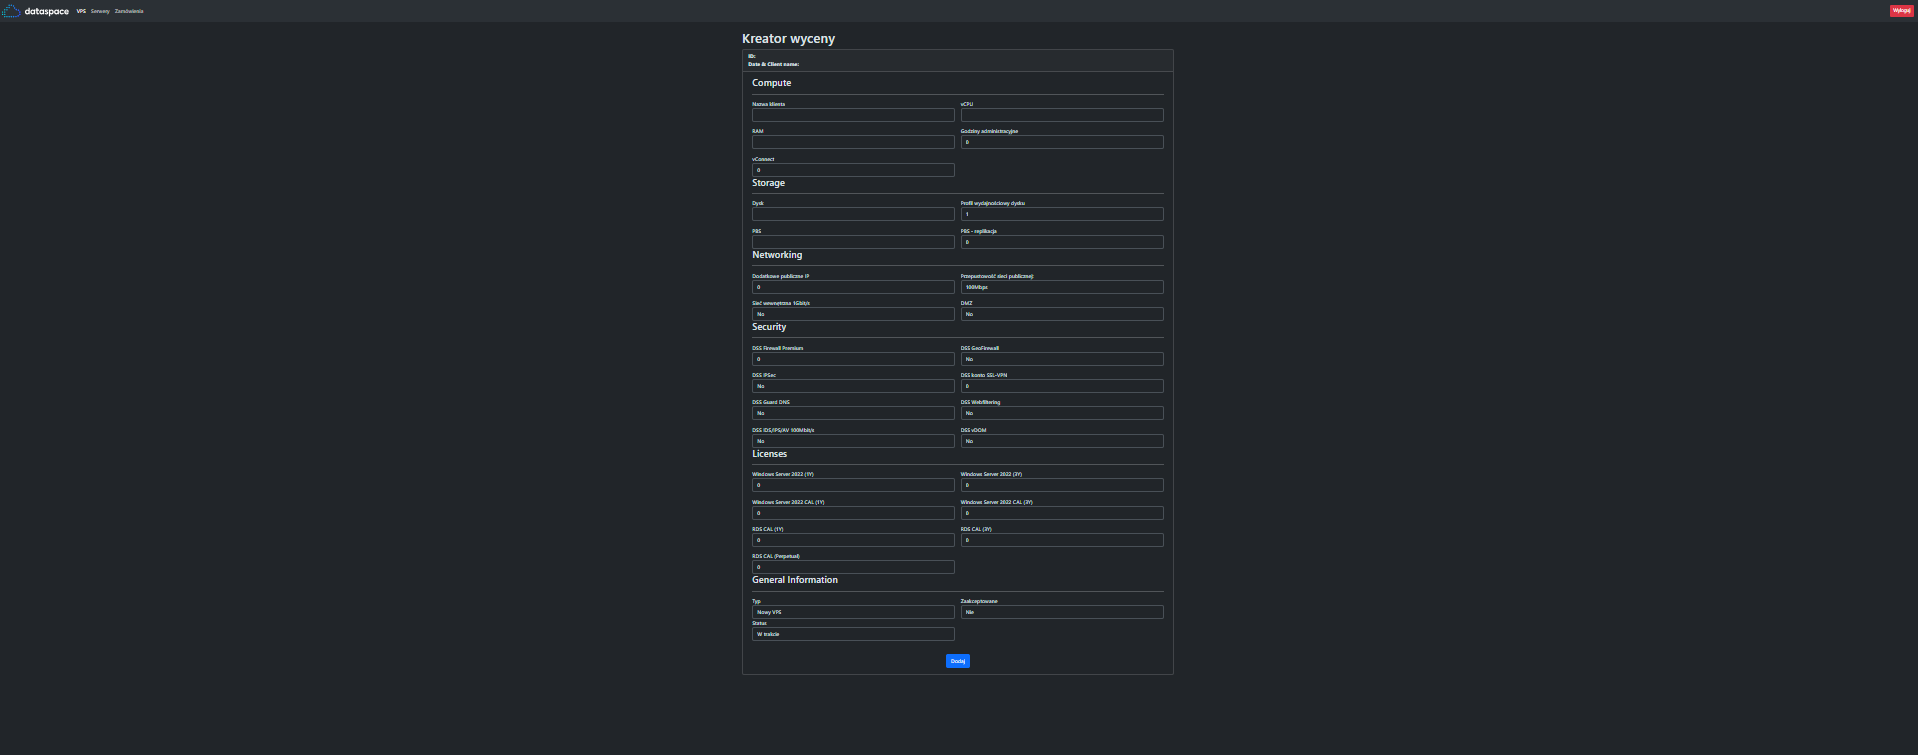 dataspace VPS Serwery Zamówienia Wyloguj
Kreator wyceny
ID:
Date & Client name:
Compute
Nazwa klienta vCPU
RAM Godziny administracyjne
0
vConnect
0
Storage
Dysk Profil wydajnościowy dysku
1
PBS PBS - replikacja
0
Networking
Dodatkowe publiczne IP Przepustowość sieci publicznej:
0 100Mbps
Sieć wewnętrzna 1Gbit/s DMZ
No No
Security
DSS Firewall Premium DSS GeoFirewall
0 No
DSS IPSec DSS konto SSL-VPN
No 0
DSS Guard DNS DSS Webfiltering
No No
DSS IDS/IPS/AV 100Mbit/s DSS vDOM
No No
Licenses
Windows Server 2022 (1Y) Windows Server 2022 (3Y)
0 0
Windows Server 2022 CAL (1Y) Windows Server 2022 CAL (3Y)
0 0
RDS CAL (1Y) RDS CAL (3Y)
0 0
RDS CAL (Perpetual)
0
General Information
Typ Zaakceptowane
Nowy VPS Nie
Status
W trakcie
Dodaj